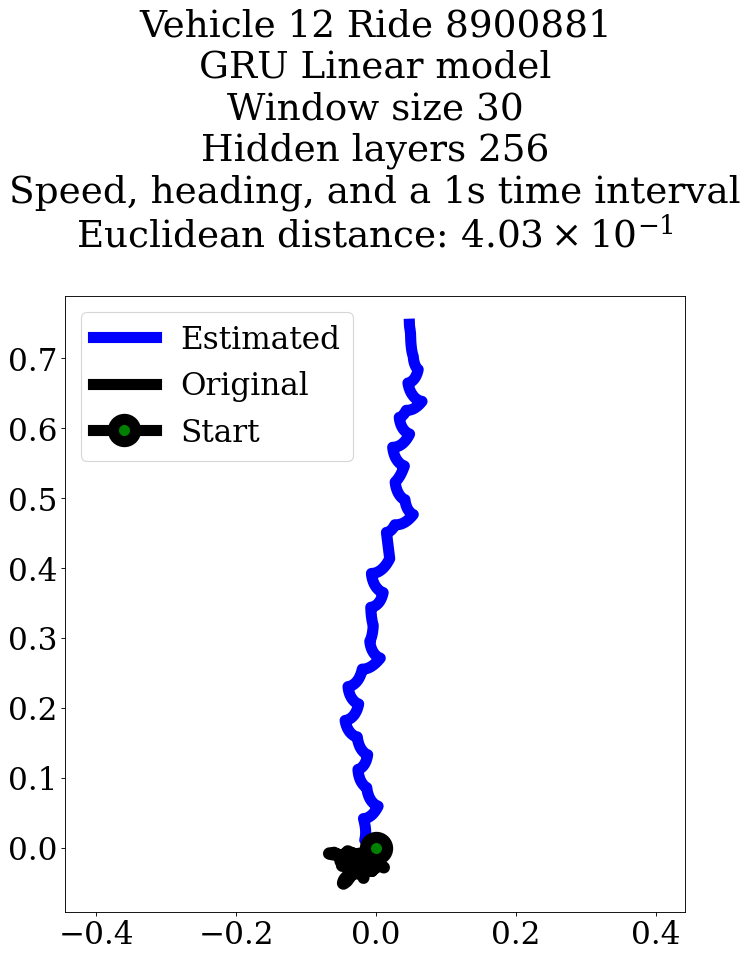 Vehicle 12 Ride 8900881
GRU Linear model
Window size 30
Hidden layers 256
Speed, heading, and a 1s time interval
Euclidean distance: 4.03 × 10⁻¹
Estimated
Original
Start
0.7
0.6
0.5
0.4
0.3
0.2
0.1
0.0
−0.4 −0.2 0.0 0.2 0.4